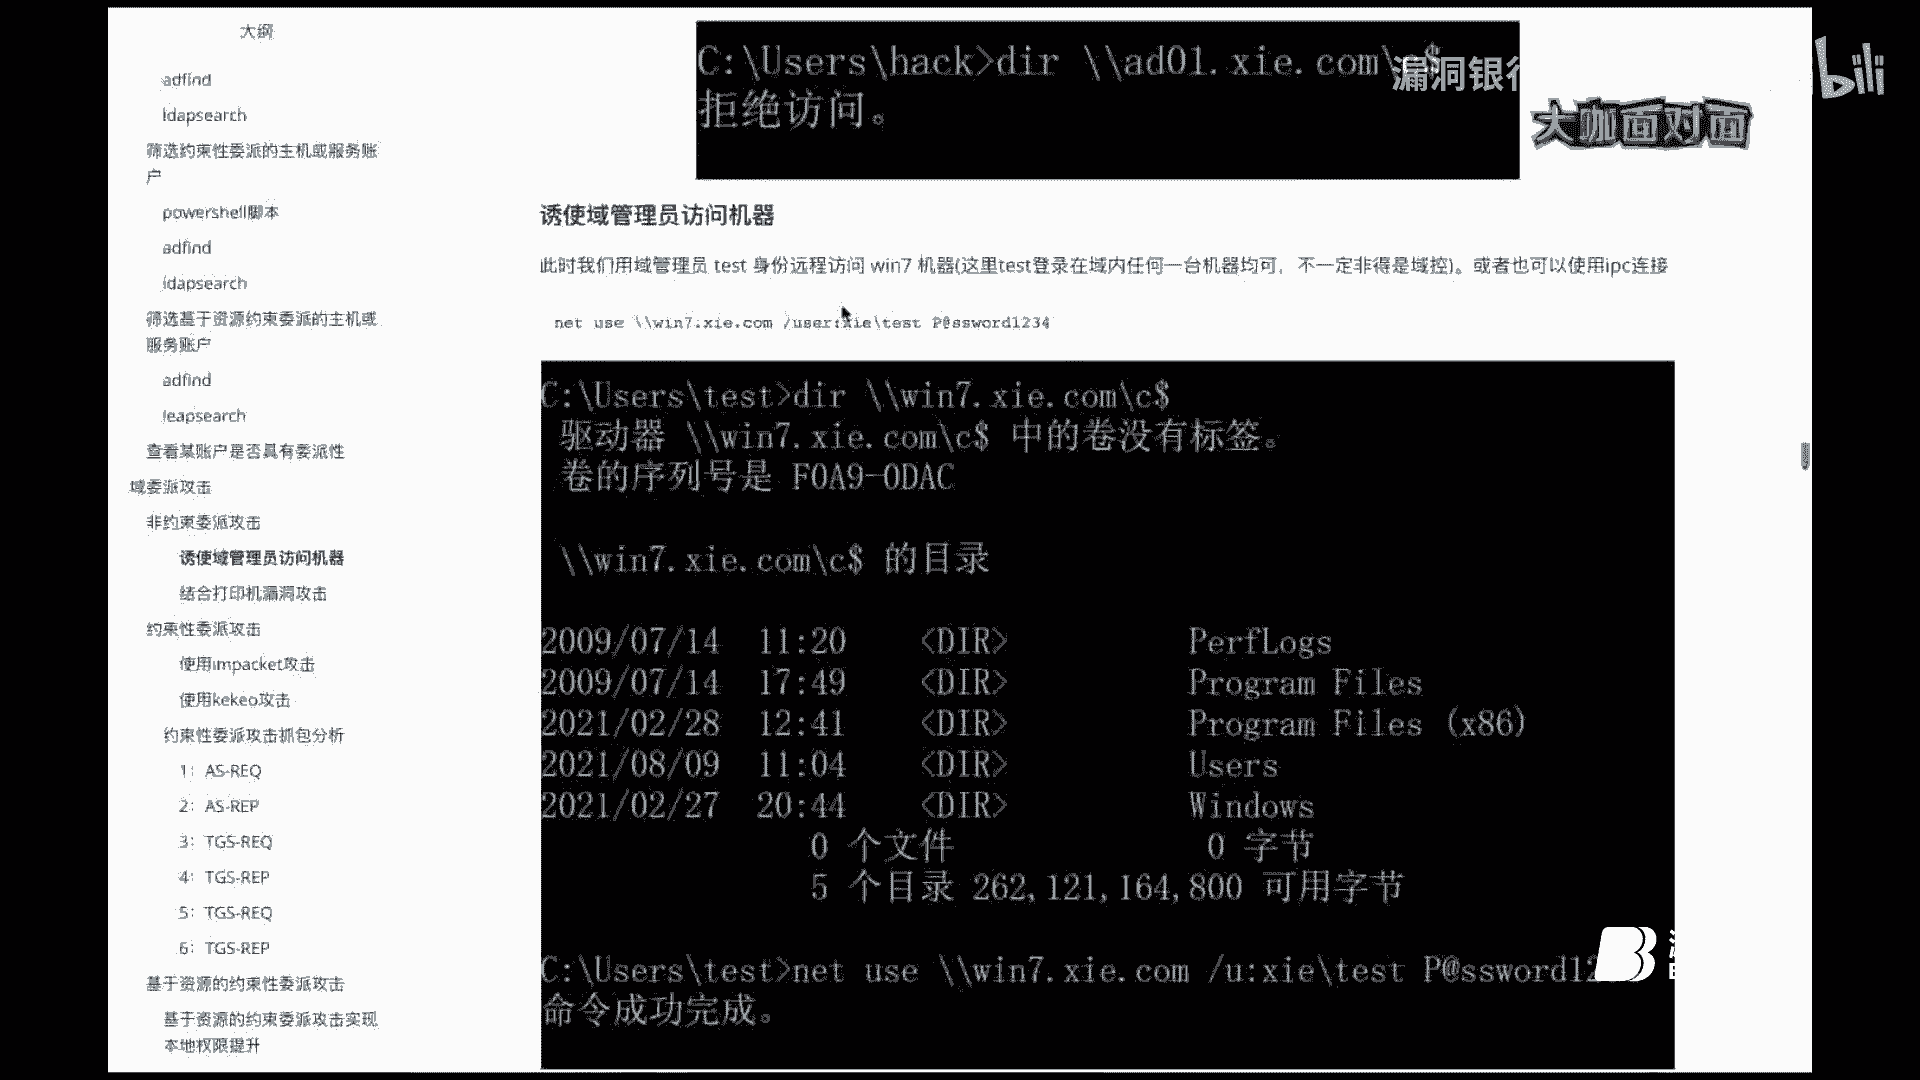 大纲
adfind
ldapsearch
筛选约束性委派的主机或服务账
户
powershell脚本
adfind
ldapsearch
筛选基于资源约束委派的主机或
服务账户
adfind
leapsearch
查看某账户是否具有委派性
域委派攻击
非约束委派攻击
诱使域管理员访问机器
结合打印机漏洞攻击
约束性委派攻击
使用impacket攻击
使用kekeo攻击
约束性委派攻击抓包分析
1：AS-REQ
2：AS-REP
3：TGS-REQ
4：TGS-REP
5：TGS-REQ
6：TGS-REP
基于资源的约束性委派攻击
基于资源的约束委派攻击实现
本地权限提升
C:\Users\hack>dir \\ad01.xie.com\c$
拒绝访问。
漏洞银行
bili
大咖面对面
诱使域管理员访问机器
此时我们用域管理员 test 身份远程访问 win7 机器(这里test登录在域内任何一台机器均可，不一定非得是域控)。或者也可以使用ipc连接
net use \\win7.xie.com /user:xie\test P@ssword1234
C:\Users\test>dir \\win7.xie.com\c$
驱动器 \\win7.xie.com\c$ 中的卷没有标签。
卷的序列号是 F0A9-0DAC
\\win7.xie.com\c$ 的目录
2009/07/14 11:20 <DIR> PerfLogs
2009/07/14 17:49 <DIR> Program Files
2021/02/28 12:41 <DIR> Program Files (x86)
2021/08/09 11:04 <DIR> Users
2021/02/27 20:44 <DIR> Windows
0 个文件 0 字节
5 个目录 262,121,164,800 可用字节
C:\Users\test>net use \\win7.xie.com /u:xie\test P@ssword12
命令成功完成。